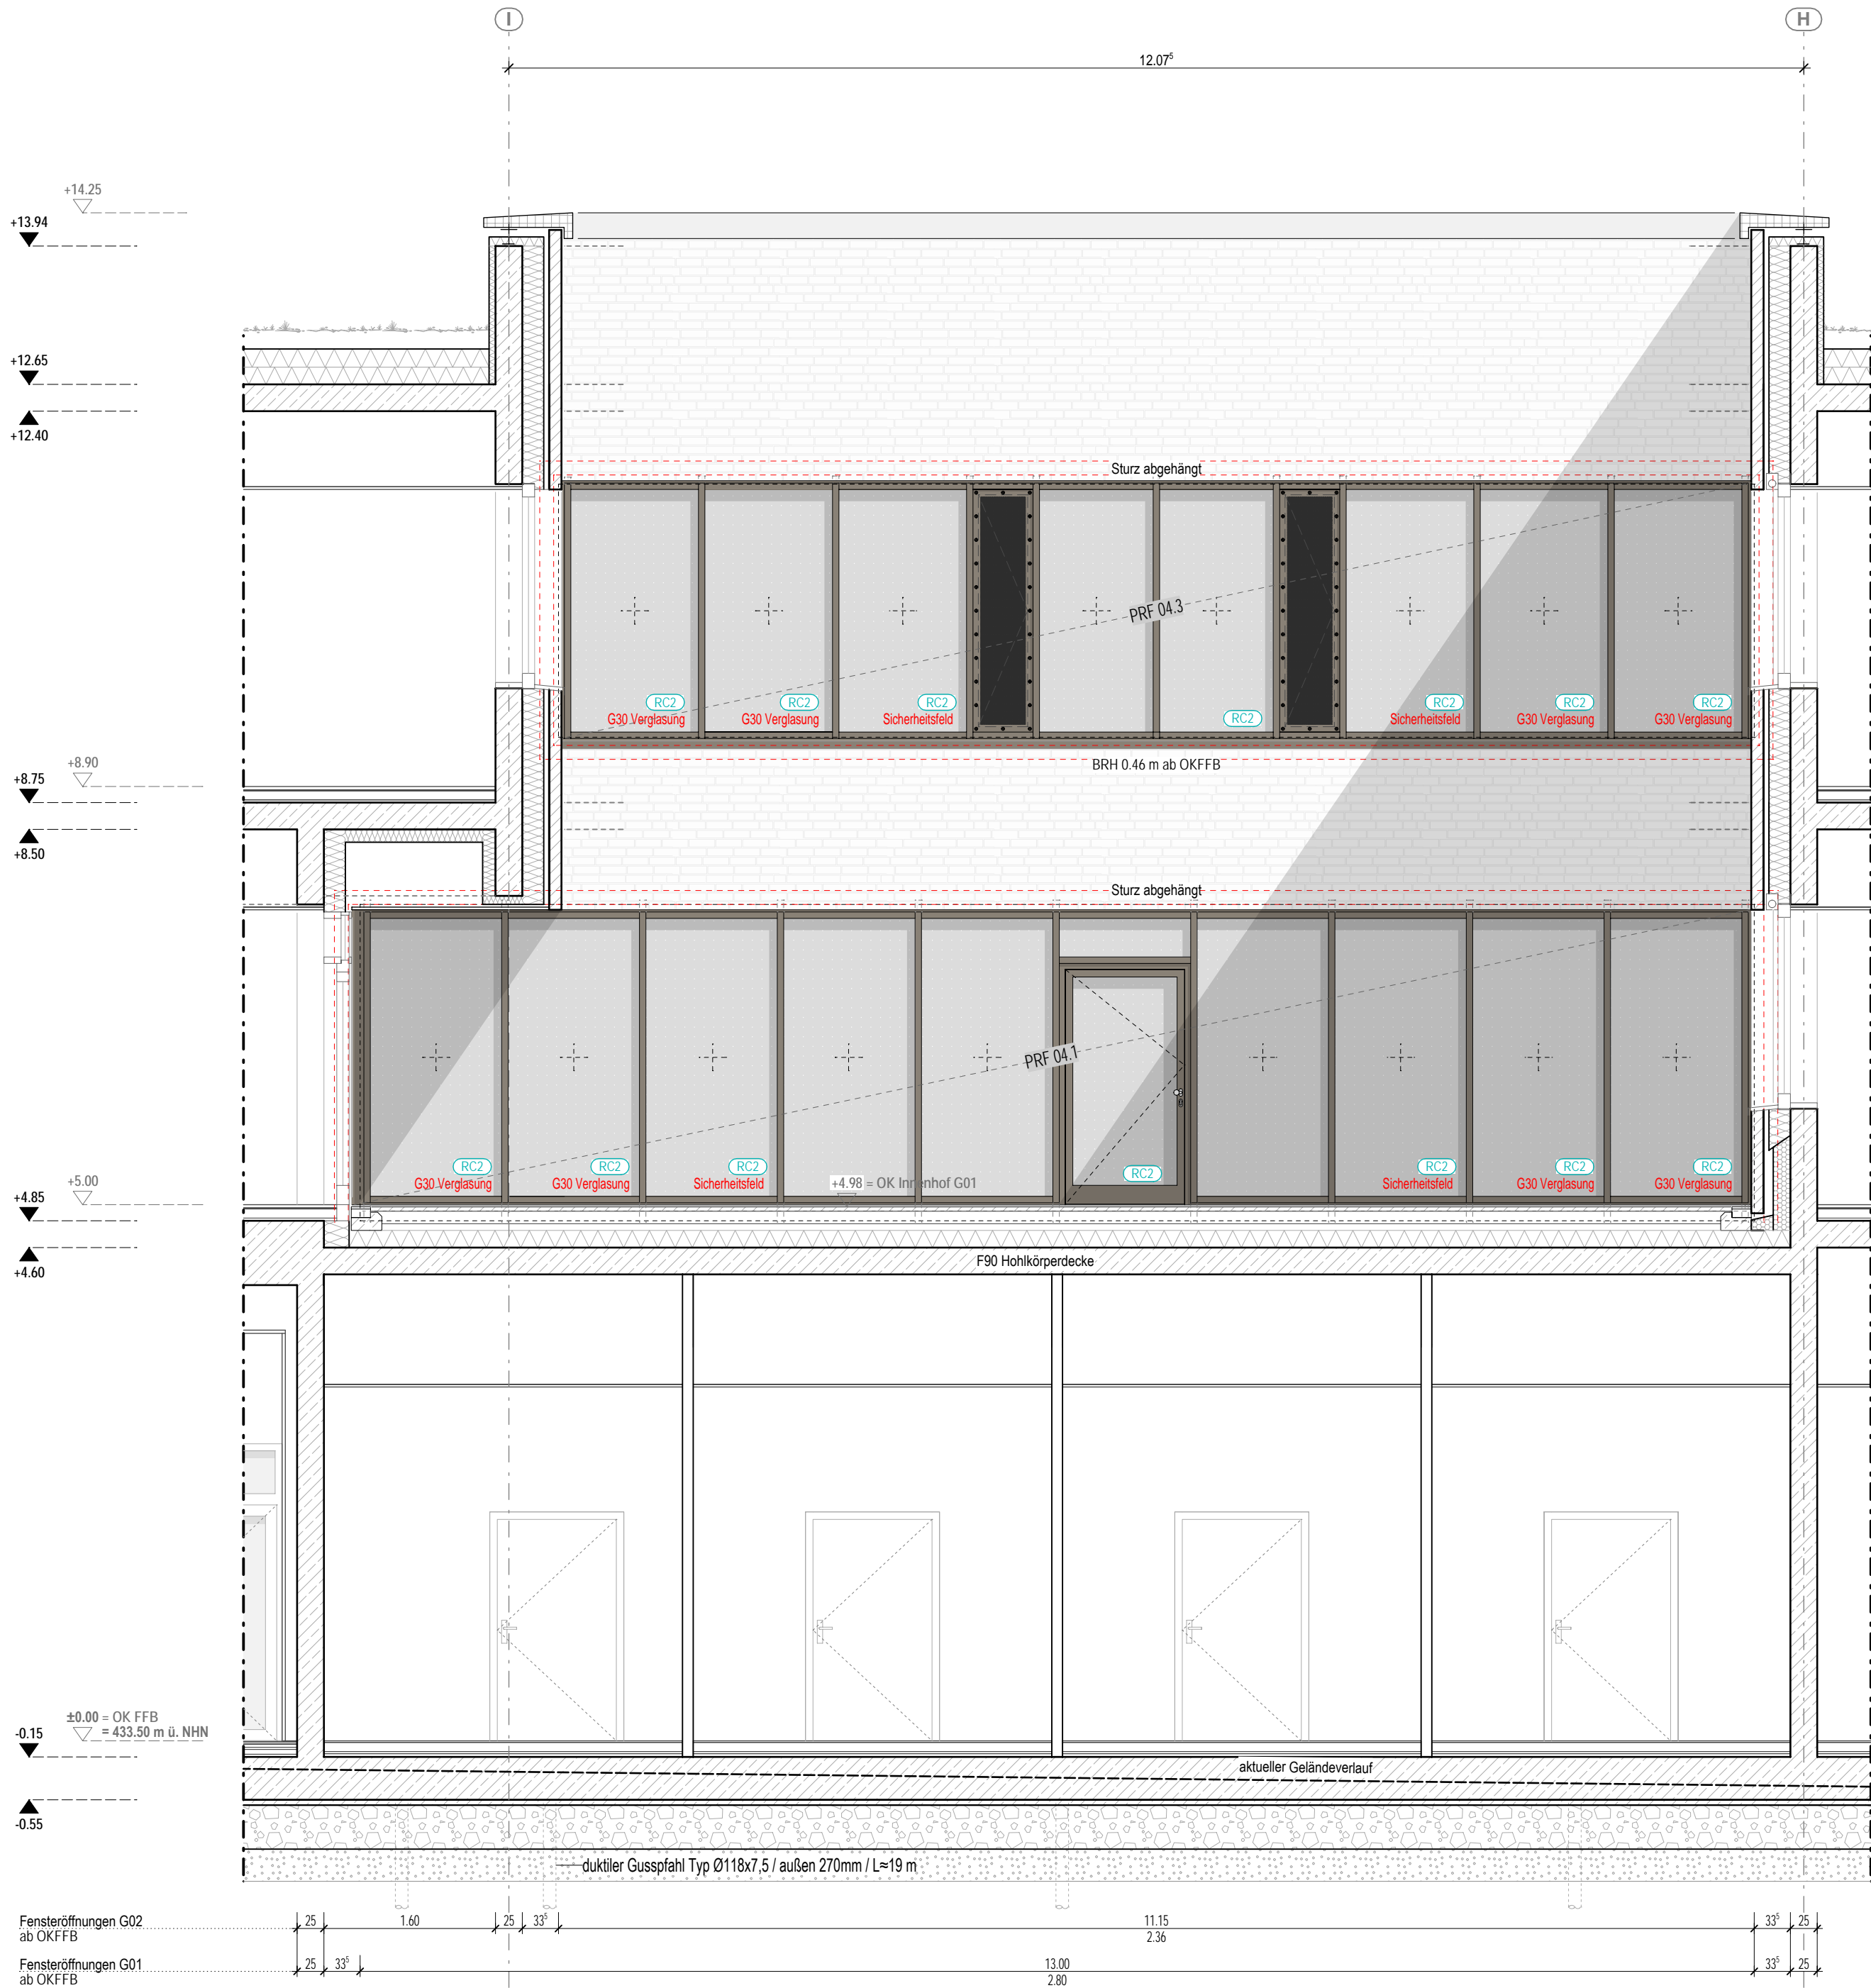 I
H
12.07⁵
+14.25
+13.94
+12.65
+12.40
Sturz abgehängt
PRF 04.3
RC2
G30 Verglasung
RC2
G30 Verglasung
RC2
Sicherheitsfeld
RC2
RC2
Sicherheitsfeld
RC2
G30 Verglasung
RC2
G30 Verglasung
BRH 0.46 m ab OKFFB
+8.90
+8.75
+8.50
Sturz abgehängt
PRF 04.1
RC2
G30 Verglasung
RC2
G30 Verglasung
RC2
Sicherheitsfeld
+4.98 = OK Innenhof G01
RC2
RC2
Sicherheitsfeld
RC2
G30 Verglasung
RC2
G30 Verglasung
+5.00
+4.85
+4.60
F90 Hohlkörperdecke
±0.00 = OK FFB
= 433.50 m ü. NHN
-0.15
aktueller Geländeverlauf
-0.55
duktiler Gusspfahl Typ Ø118x7,5 / außen 270mm / L≈19 m
Fensteröffnungen G02
ab OKFFB
25 1.60 25 33⁵ 11.15 33⁵ 25
2.36
Fensteröffnungen G01
ab OKFFB
25 33⁵ 13.00 33⁵ 25
2.80